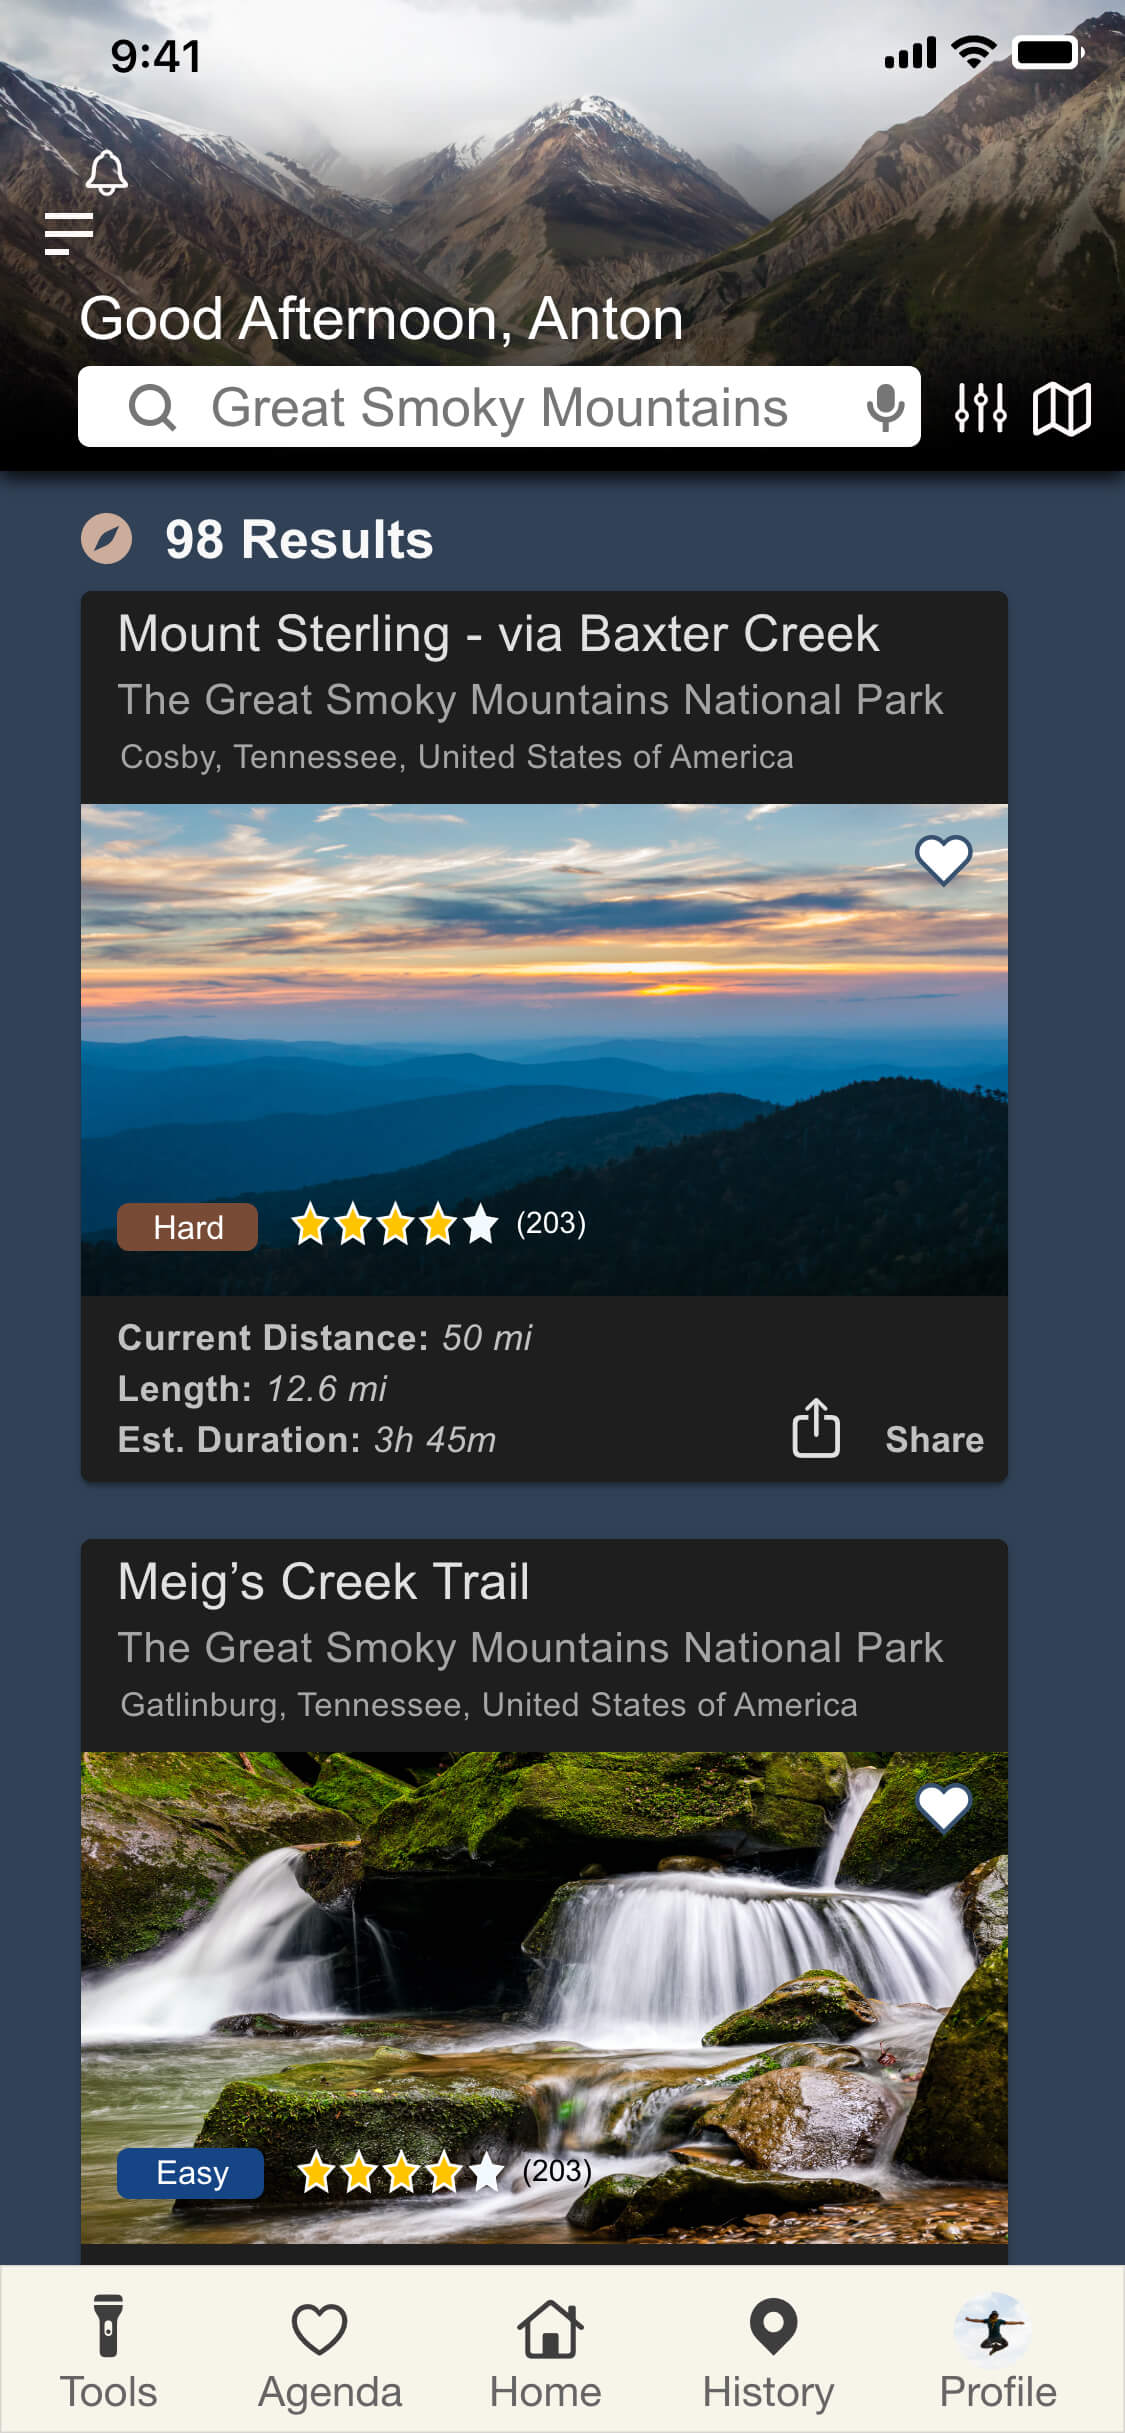 9:41
Good Afternoon, Anton
Great Smoky Mountains
98 Results
Mount Sterling - via Baxter Creek
The Great Smoky Mountains National Park
Cosby, Tennessee, United States of America
Hard (203)
Current Distance: 50 mi
Length: 12.6 mi
Est. Duration: 3h 45m
Share
Meig’s Creek Trail
The Great Smoky Mountains National Park
Gatlinburg, Tennessee, United States of America
Easy (203)
Tools Agenda Home History Profile